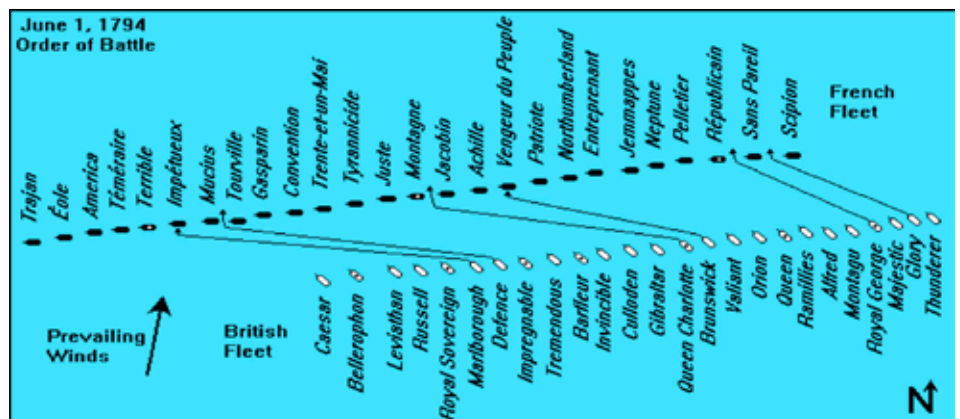 June 1, 1794
Order of Battle
Trajan
Éole
America
Téméraire
Terrible
Impétueux
Mucius
Tourville
Gasparin
Convention
Trente-et-un-Mai
Tyrannicide
Juste
Montagne
Jacobin
Achille
Vengeur du Peuple
Patriote
Northumberland
Entreprenant
Jemmappes
Neptune
Pelletier
Républicain
Sans Pareil
Scipion
French
Fleet
Prevailing
Winds
British
Fleet
Caesar
Bellerophon
Leviathan
Russell
Royal Sovereign
Marlborough
Defence
Impregnable
Tremendous
Barfleur
Invincible
Culloden
Gibraltar
Queen Charlotte
Brunswick
Valiant
Orion
Queen
Ramillies
Alfred
Montagu
Royal George
Majestic
Glory
Thunderer
N